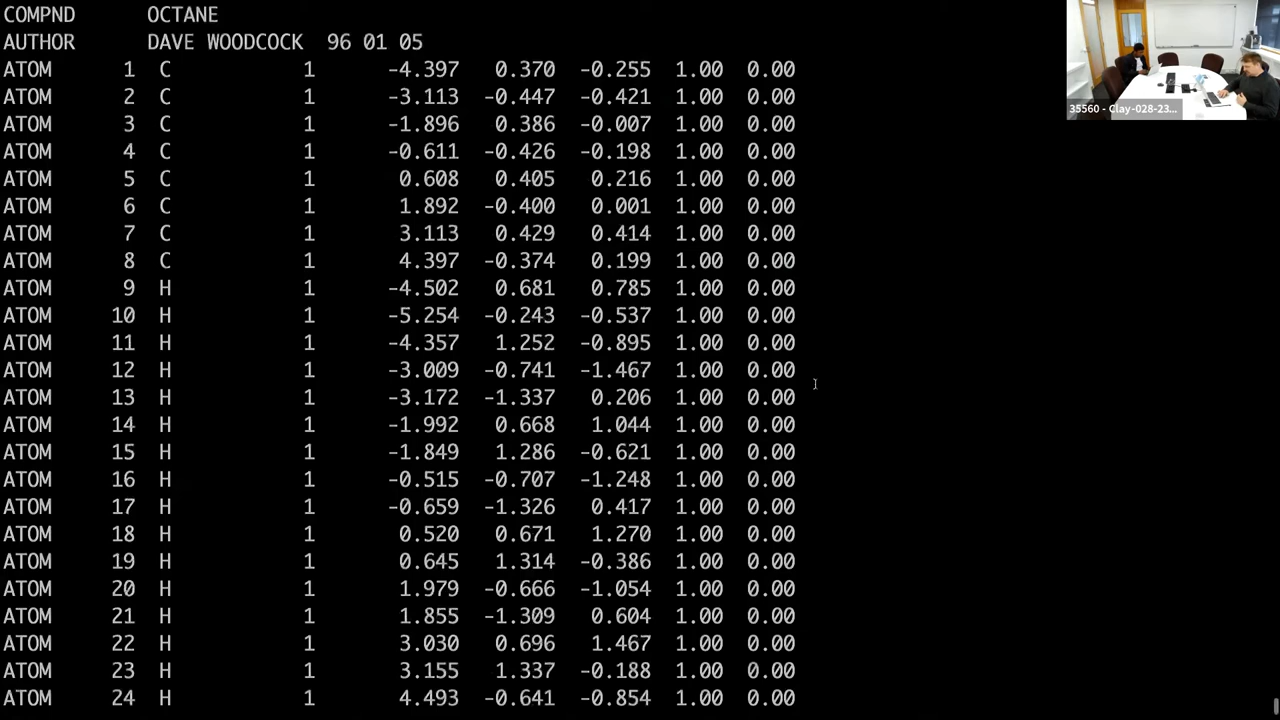 COMPND      OCTANE
AUTHOR      DAVE WOODCOCK  96 01 05
ATOM      1  C           1      -4.397   0.370  -0.255  1.00  0.00
ATOM      2  C           1      -3.113  -0.447  -0.421  1.00  0.00
ATOM      3  C           1      -1.896   0.386  -0.007  1.00  0.00
ATOM      4  C           1      -0.611  -0.426  -0.198  1.00  0.00
ATOM      5  C           1       0.608   0.405   0.216  1.00  0.00
ATOM      6  C           1       1.892  -0.400   0.001  1.00  0.00
ATOM      7  C           1       3.113   0.429   0.414  1.00  0.00
ATOM      8  C           1       4.397  -0.374   0.199  1.00  0.00
ATOM      9  H           1      -4.502   0.681   0.785  1.00  0.00
ATOM     10  H           1      -5.254  -0.243  -0.537  1.00  0.00
ATOM     11  H           1      -4.357   1.252  -0.895  1.00  0.00
ATOM     12  H           1      -3.009  -0.741  -1.467  1.00  0.00
ATOM     13  H           1      -3.172  -1.337   0.206  1.00  0.00
ATOM     14  H           1      -1.992   0.668   1.044  1.00  0.00
ATOM     15  H           1      -1.849   1.286  -0.621  1.00  0.00
ATOM     16  H           1      -0.515  -0.707  -1.248  1.00  0.00
ATOM     17  H           1      -0.659  -1.326   0.417  1.00  0.00
ATOM     18  H           1       0.520   0.671   1.270  1.00  0.00
ATOM     19  H           1       0.645   1.314  -0.386  1.00  0.00
ATOM     20  H           1       1.979  -0.666  -1.054  1.00  0.00
ATOM     21  H           1       1.855  -1.309   0.604  1.00  0.00
ATOM     22  H           1       3.030   0.696   1.467  1.00  0.00
ATOM     23  H           1       3.155   1.337  -0.188  1.00  0.00
ATOM     24  H           1       4.493  -0.641  -0.854  1.00  0.00
35560 - Clay-028-23...